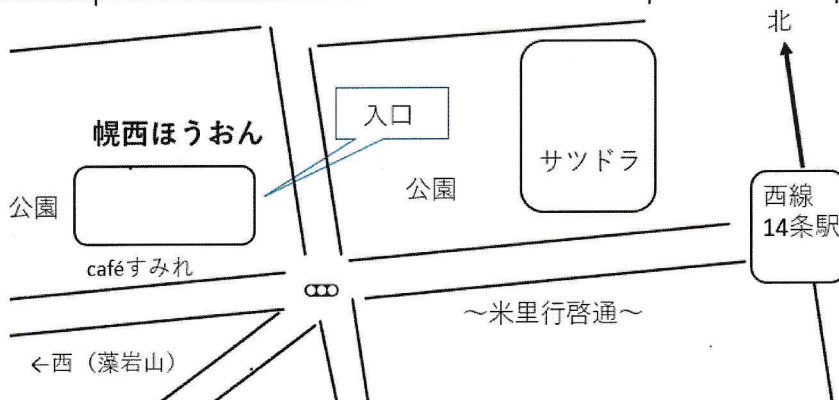 北
入口
幌西ほうおん
サツドラ
公園
公園
西線
14条駅
caféすみれ
～米里行啓通～
←西（藻岩山）